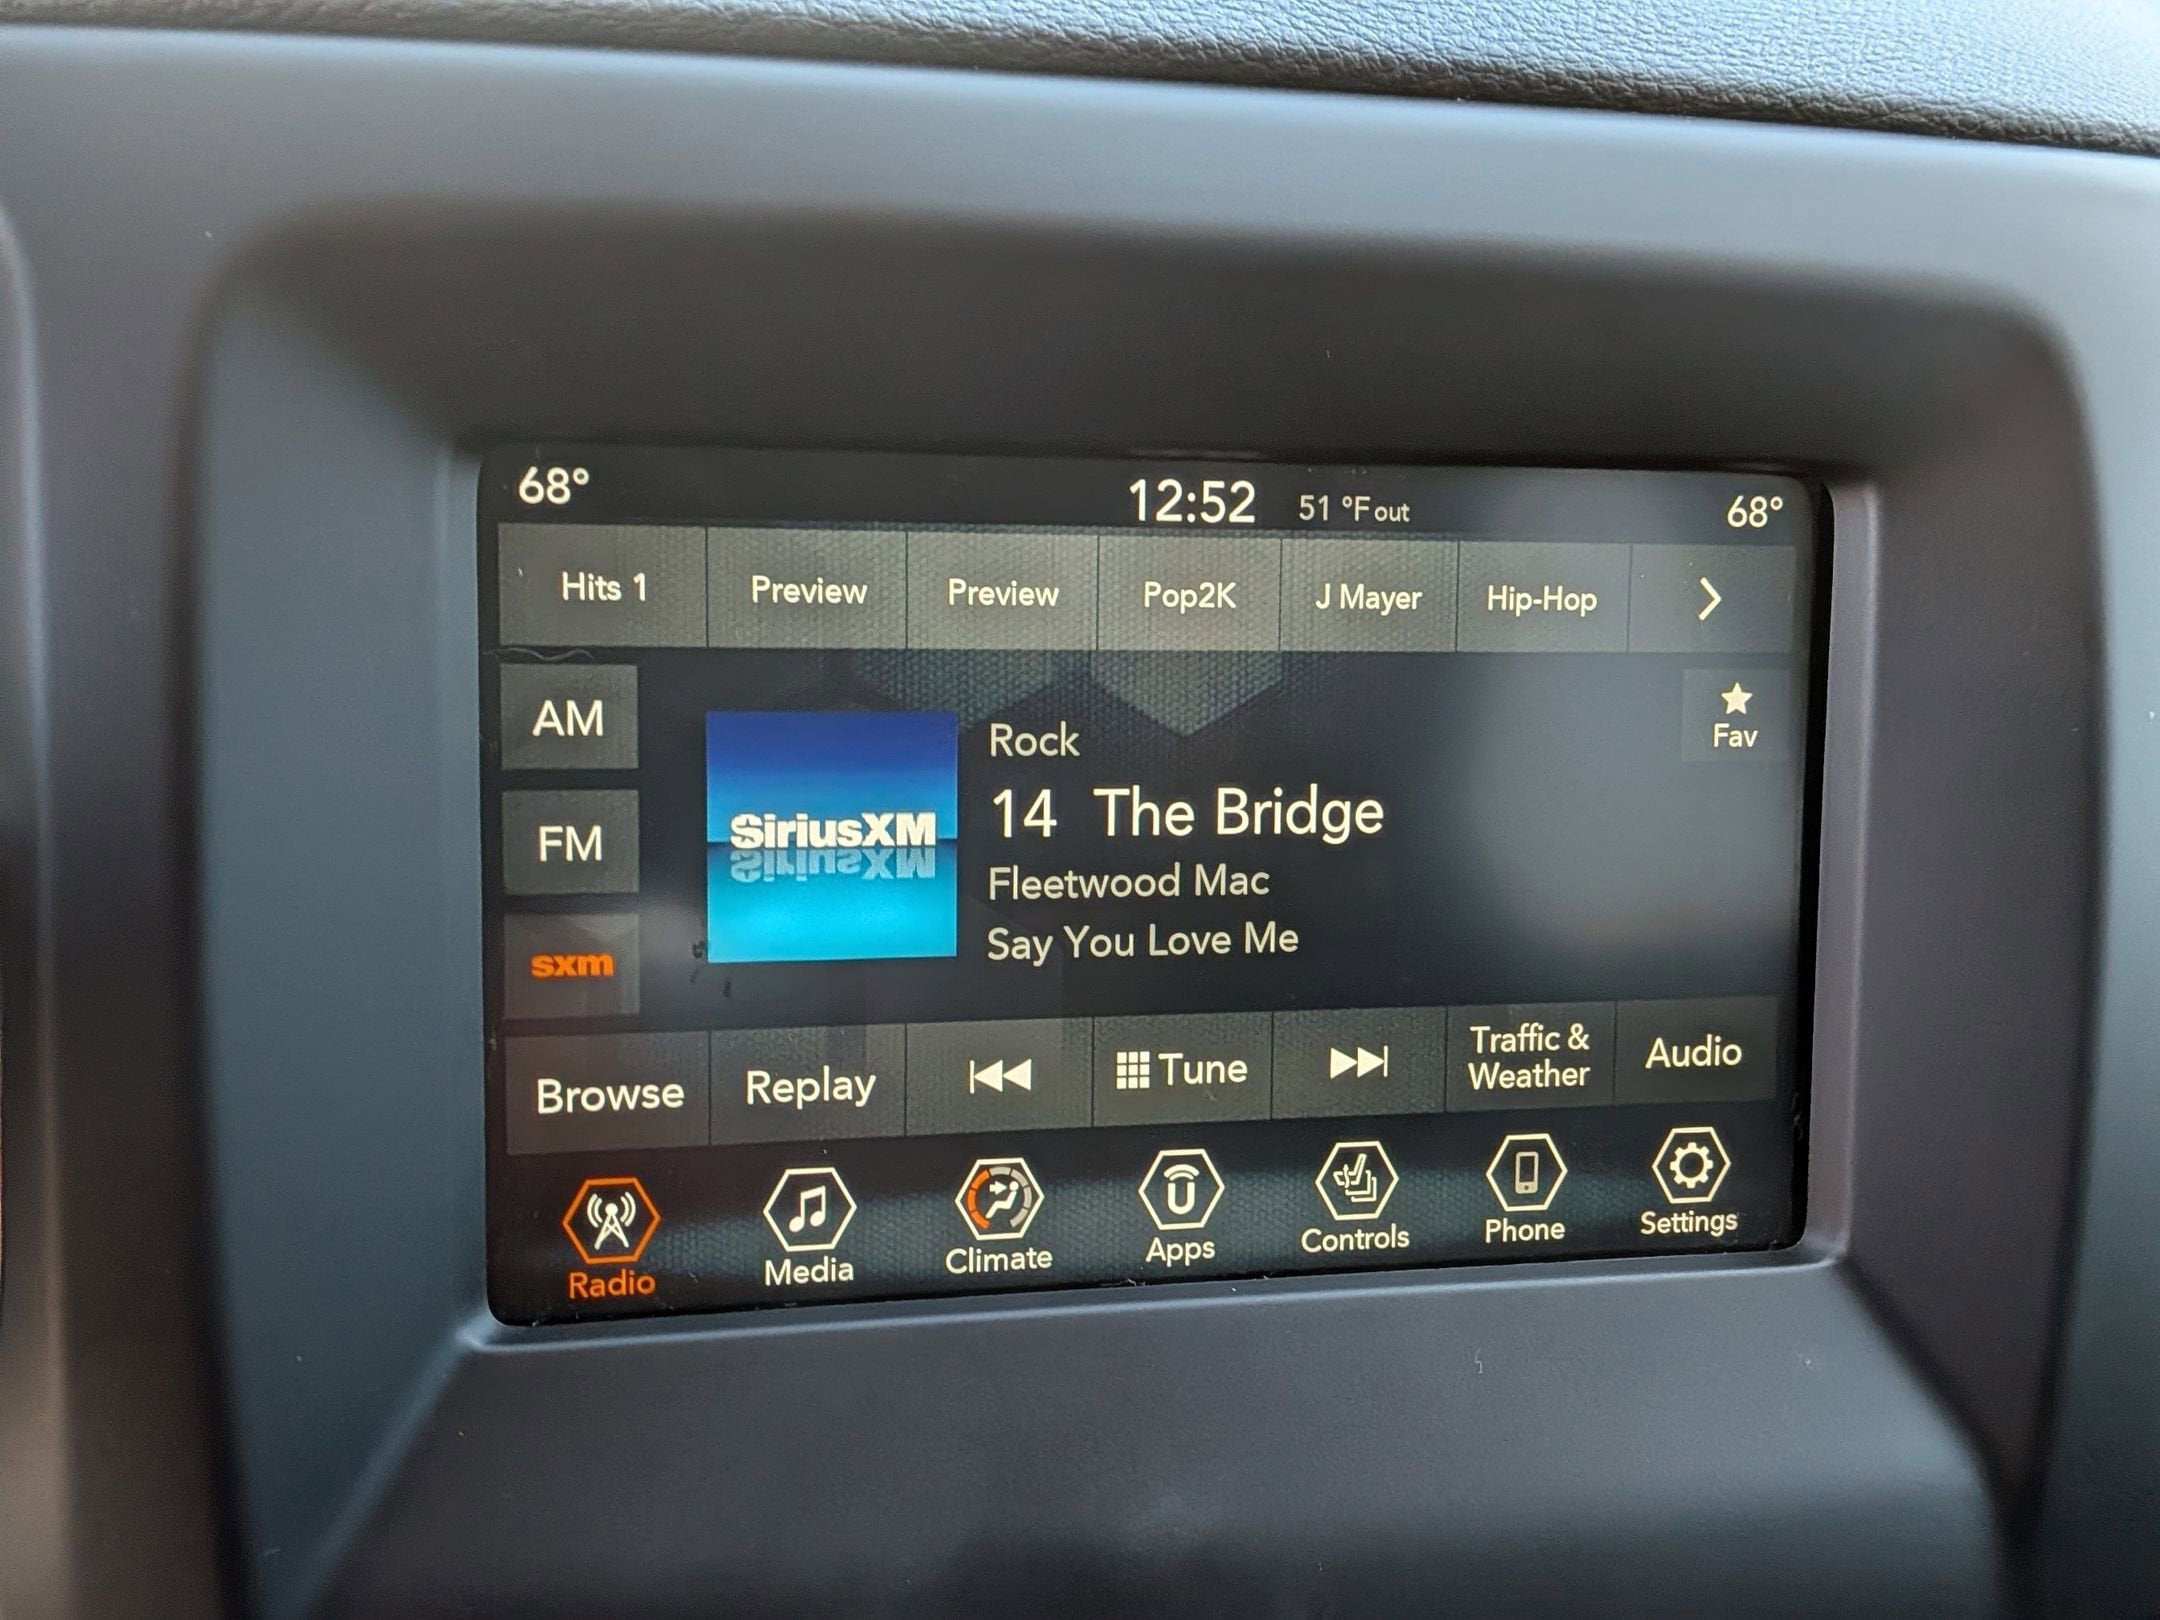 68° 12:52 51 °F out 68°
Hits 1 Preview Preview Pop2K J Mayer Hip-Hop
AM
Fav
Rock
14 The Bridge
SiriusXM
FM
Fleetwood Mac
Say You Love Me
sxm
Browse Replay Tune Traffic &
Weather Audio
Radio Media Climate Apps Controls Phone Settings